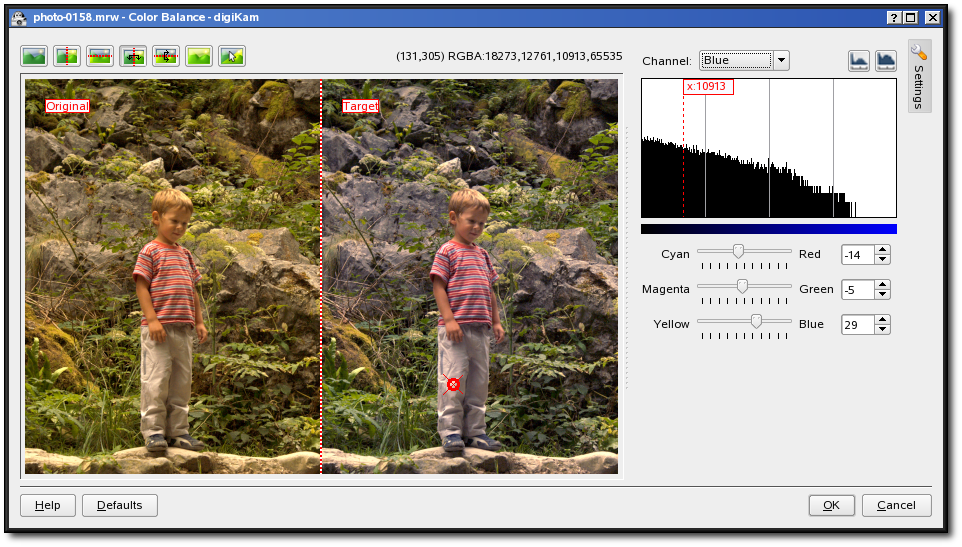 photo-0158.mrw - Color Balance - digiKam
(131,305) RGBA:18273,12761,10913,65535
Channel: Blue
Settings
Original
Target
x:10913
Cyan Red -14
Magenta Green -5
Yellow Blue 29
Help Defaults OK Cancel